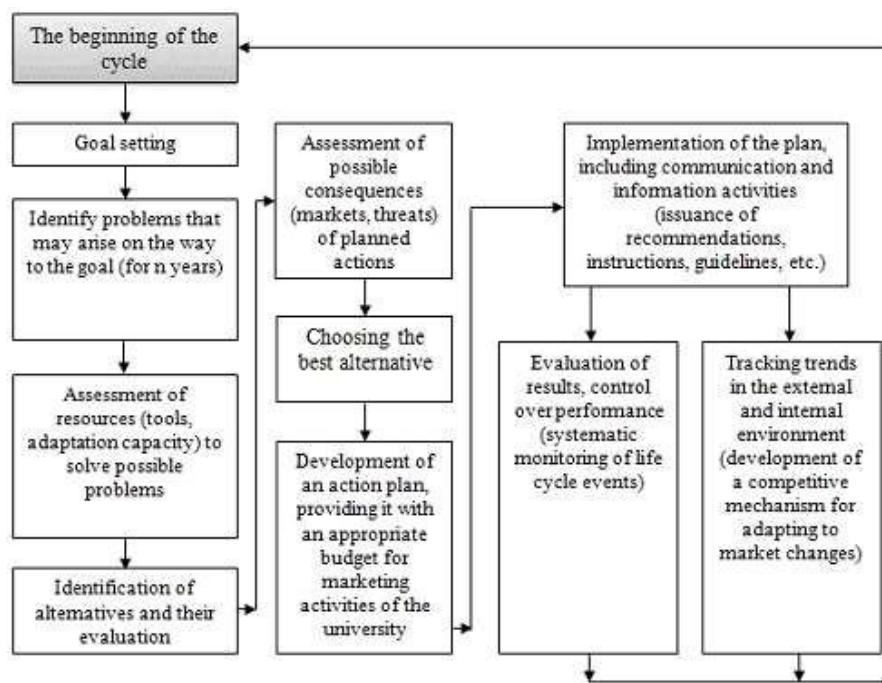 The beginning of the
cycle
Goal setting
Identify problems that
may arise on the way
to the goal (for n years)
Assessment of
resources (tools,
adaptation capacity) to
solve possible
problems
Identification of
alternatives and their
evaluation
Assessment of
possible
consequences
(markets, threats)
of planned
actions
Choosing the
best alternative
Development of
an action plan,
providing it with
an appropriate
budget for
marketing
activities of the
university
Implementation of the plan,
including communication and
information activities
(issuance of
recommendations,
instructions, guidelines, etc.)
Evaluation of
results, control
over performance
(systematic
monitoring of life
cycle events)
Tracking trends
in the external
and internal
environment
(development of
a competitive
mechanism for
adapting to
market changes)